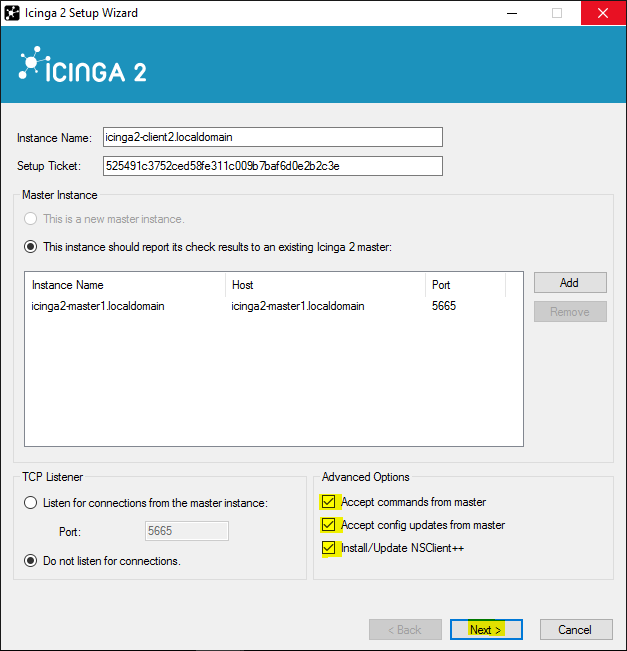 Icinga 2 Setup Wizard
ICINGA 2
Instance Name: icinga2-client2.localdomain
Setup Ticket: 525491c3752ced58fe311c009b7baf6d0e2b2c3e
Master Instance
This is a new master instance.
This instance should report its check results to an existing Icinga 2 master:
Instance Name Host Port
icinga2-master1.localdomain icinga2-master1.localdomain 5665
Add
Remove
TCP Listener
Listen for connections from the master instance:
Port: 5665
Do not listen for connections.
Advanced Options
Accept commands from master
Accept config updates from master
Install/Update NSClient++
< Back Next > Cancel